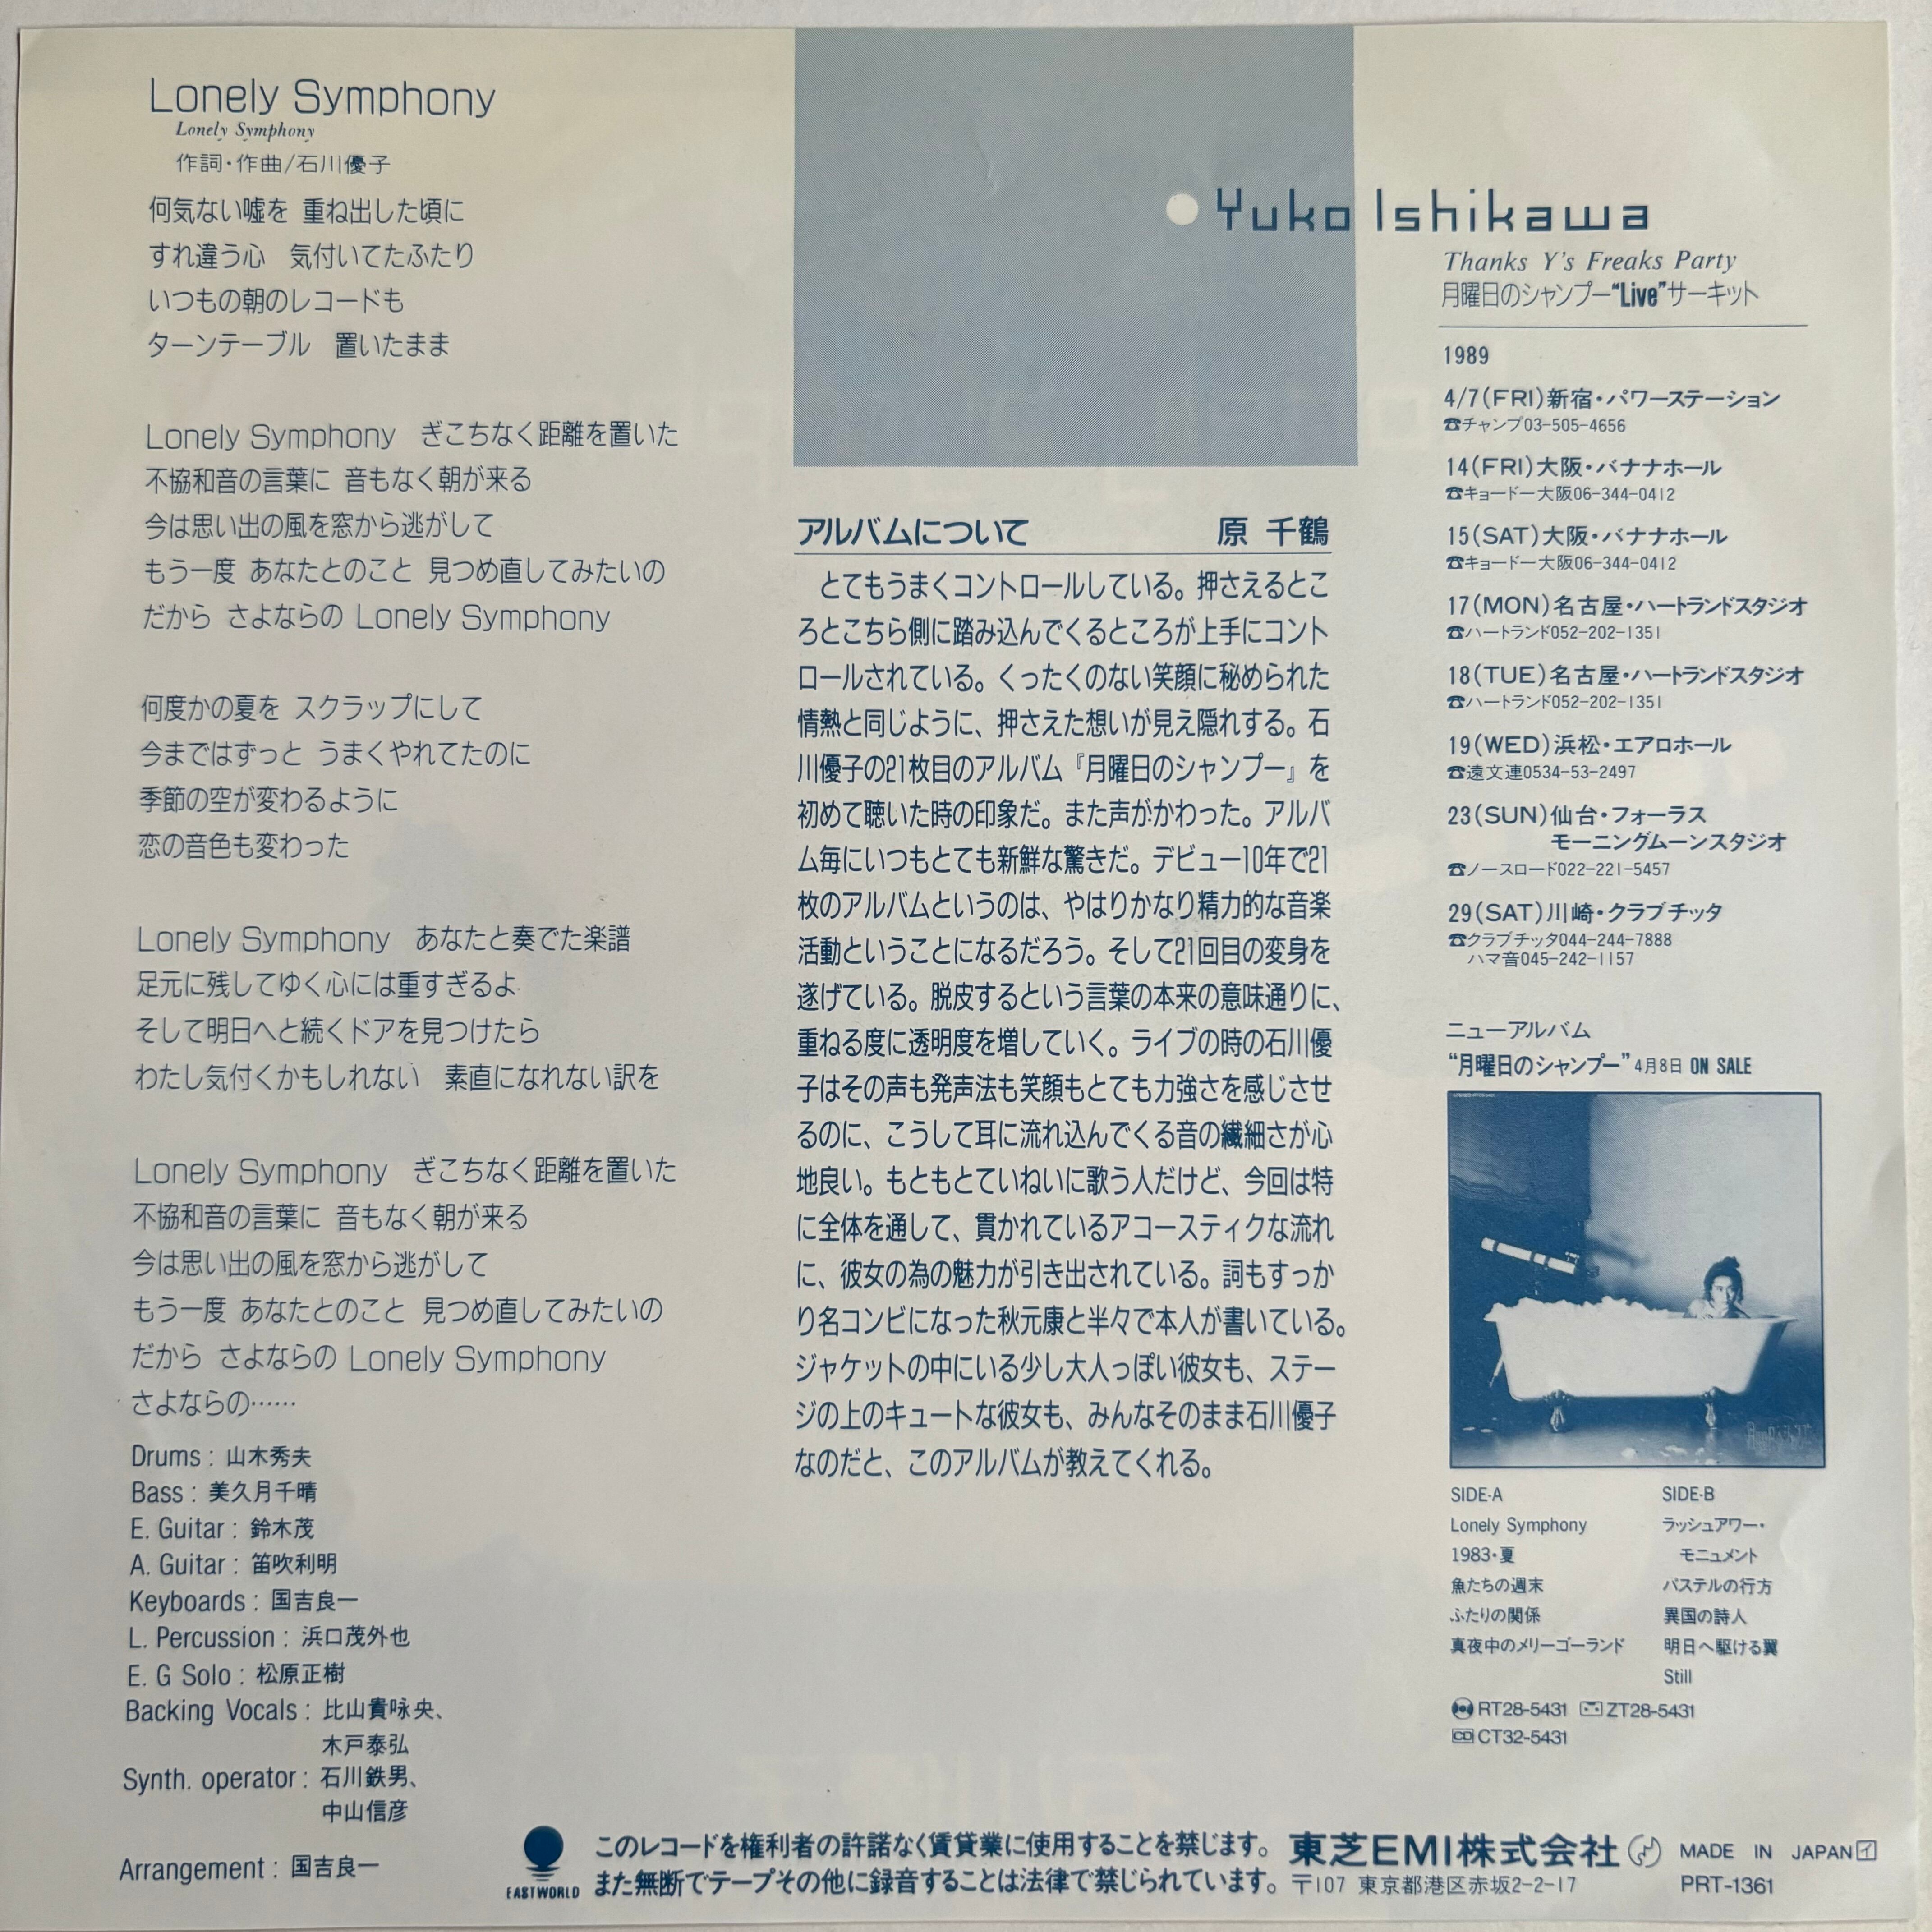 Lonely Symphony
Lonely Symphony
作詞・作曲/石川優子
何気ない嘘を 重ね出した頃に
すれ違う心 気付いてたふたり
いつもの朝のレコードも
ターンテーブル 置いたまま
Lonely Symphony ぎこちなく距離を置いた
不協和音の言葉に 音もなく朝が来る
今は思い出の風を窓から逃がして
もう一度 あなたとのこと 見つめ直してみたいの
だから さよならの Lonely Symphony
何度かの夏を スクラップにして
今まではずっと うまくやれてたのに
季節の空が変わるように
恋の音色も変わった
Lonely Symphony あなたと奏でた楽譜
足元に残してゆく心には重すぎるよ
そして明日へと続くドアを見つけたら
わたし気付くかもしれない 素直になれない訳を
Lonely Symphony ぎこちなく距離を置いた
不協和音の言葉に 音もなく朝が来る
今は思い出の風を窓から逃がして
もう一度 あなたとのこと 見つめ直してみたいの
だから さよならの Lonely Symphony
さよならの……
Drums : 山木秀夫
Bass : 美久月千晴
E. Guitar : 鈴木茂
A. Guitar : 笛吹利明
Keyboards : 国吉良一
L. Percussion : 浜口茂外也
E. G Solo : 松原正樹
Backing Vocals : 比山貴咏央、
木戸泰弘
Synth. operator : 石川鉄男、
中山信彦
Arrangement : 国吉良一
アルバムについて 原 千鶴
とてもうまくコントロールしている。押さえるとこ
ろとこちら側に踏み込んでくるところが上手にコント
ロールされている。くったくのない笑顔に秘められた
情熱と同じように、押さえた想いが見え隠れする。石
川優子の21枚目のアルバム『月曜日のシャンプー』を
初めて聴いた時の印象だ。また声がかわった。アルバ
ム毎にいつもとても新鮮な驚きだ。デビュー10年で21
枚のアルバムというのは、やはりかなり精力的な音楽
活動ということになるだろう。そして21回目の変身を
遂げている。脱皮するという言葉の本来の意味通りに、
重ねる度に透明度を増していく。ライブの時の石川優
子はその声も発声法も笑顔もとても力強さを感じさせ
るのに、こうして耳に流れ込んでくる音の繊細さが心
地良い。もともとていねいに歌う人だけど、今回は特
に全体を通して、貫かれているアコースティクな流れ
に、彼女の為の魅力が引き出されている。詞もすっか
り名コンビになった秋元康と半々で本人が書いている。
ジャケットの中にいる少し大人っぽい彼女も、ステー
ジの上のキュートな彼女も、みんなそのまま石川優子
なのだと、このアルバムが教えてくれる。
Yuko Ishikawa
Thanks Y's Freaks Party
月曜日のシャンプー“Live”サーキット
1989
4/7(FRI)新宿・パワーステーション
☎チャンプ03-505-4656
14(FRI)大阪・バナナホール
☎キョードー大阪06-344-0412
15(SAT)大阪・バナナホール
☎キョードー大阪06-344-0412
17(MON)名古屋・ハートランドスタジオ
☎ハートランド052-202-1351
18(TUE)名古屋・ハートランドスタジオ
☎ハートランド052-202-1351
19(WED)浜松・エアロホール
☎遠文連0534-53-2497
23(SUN)仙台・フォーラス
モーニングムーンスタジオ
☎ノースロード022-221-5457
29(SAT)川崎・クラブチッタ
☎クラブチッタ044-244-7888
ハマ音045-242-1157
ニューアルバム
“月曜日のシャンプー”4月8日 ON SALE
SIDE-A
Lonely Symphony
1983・夏
魚たちの週末
ふたりの関係
真夜中のメリーゴーランド
SIDE-B
ラッシュアワー・
モニュメント
パステルの行方
異国の詩人
明日へ駆ける翼
Still
RT28-5431 ZT28-5431
CD CT32-5431
EASTWORLD
このレコードを権利者の許諾なく賃貸業に使用することを禁じます。
また無断でテープその他に録音することは法律で禁じられています。
東芝EMI株式会社
〒107 東京都港区赤坂2-2-17
MADE IN JAPAN イ
PRT-1361